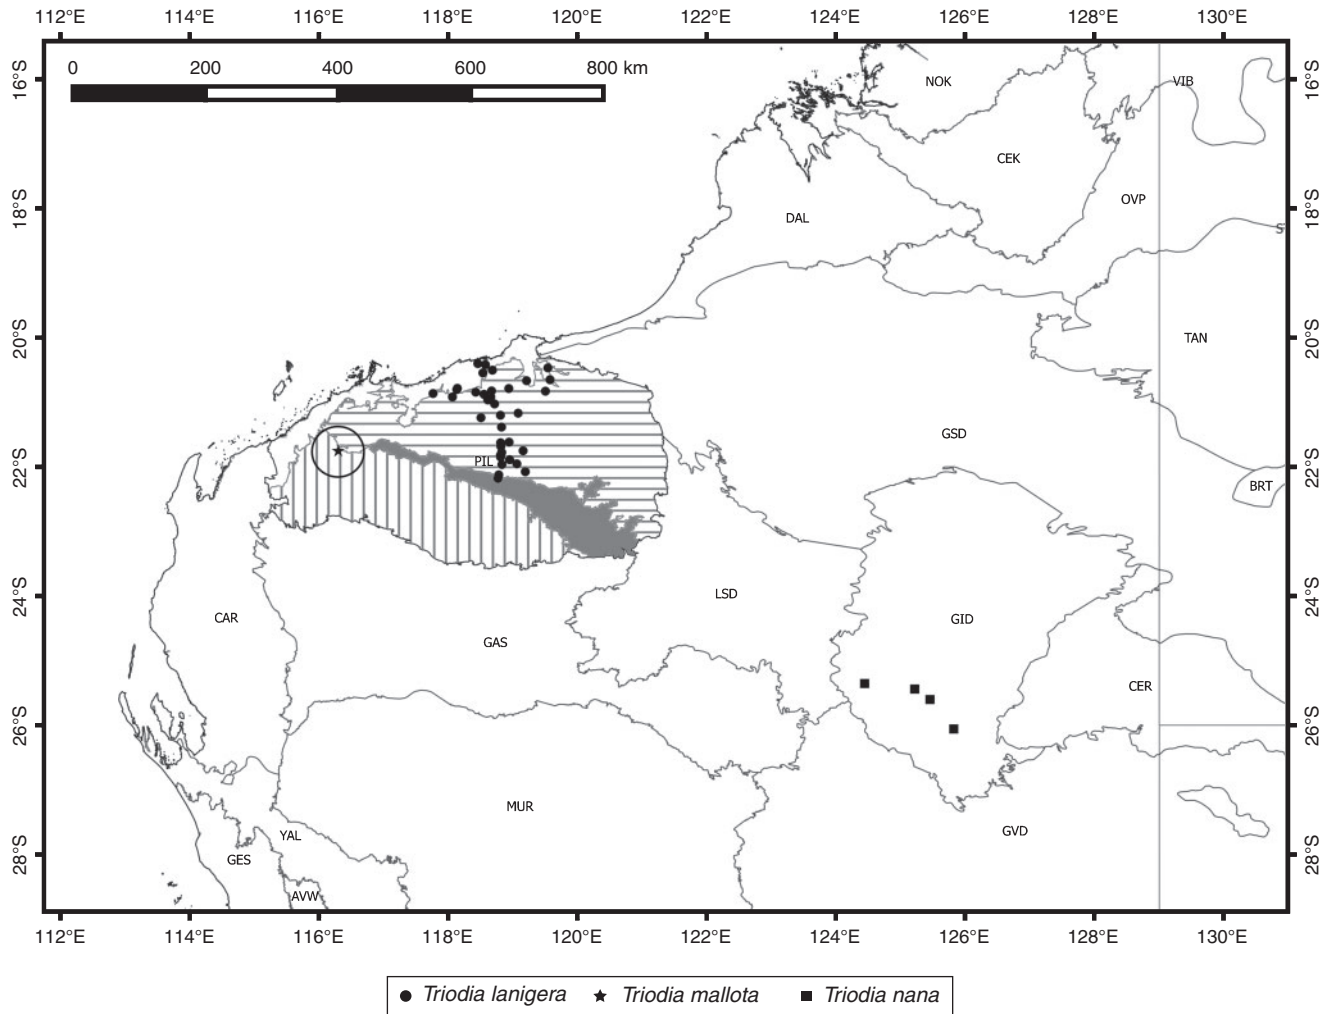 112°E 114°E 116°E 118°E 120°E 122°E 124°E 126°E 128°E 130°E
0 200 400 600 800 km
16°S NOK VIB 16°S
CEK
OVP
18°S DAL 18°S
20°S TAN 20°S
GSD
22°S PIL BRT 22°S
24°S CAR GAS LSD GID 24°S
CER
26°S 26°S
MUR
GVD
YAL
28°S GES 28°S
AVW
112°E 114°E 116°E 118°E 120°E 122°E 124°E 126°E 128°E 130°E
Triodia lanigera Triodia mallota Triodia nana